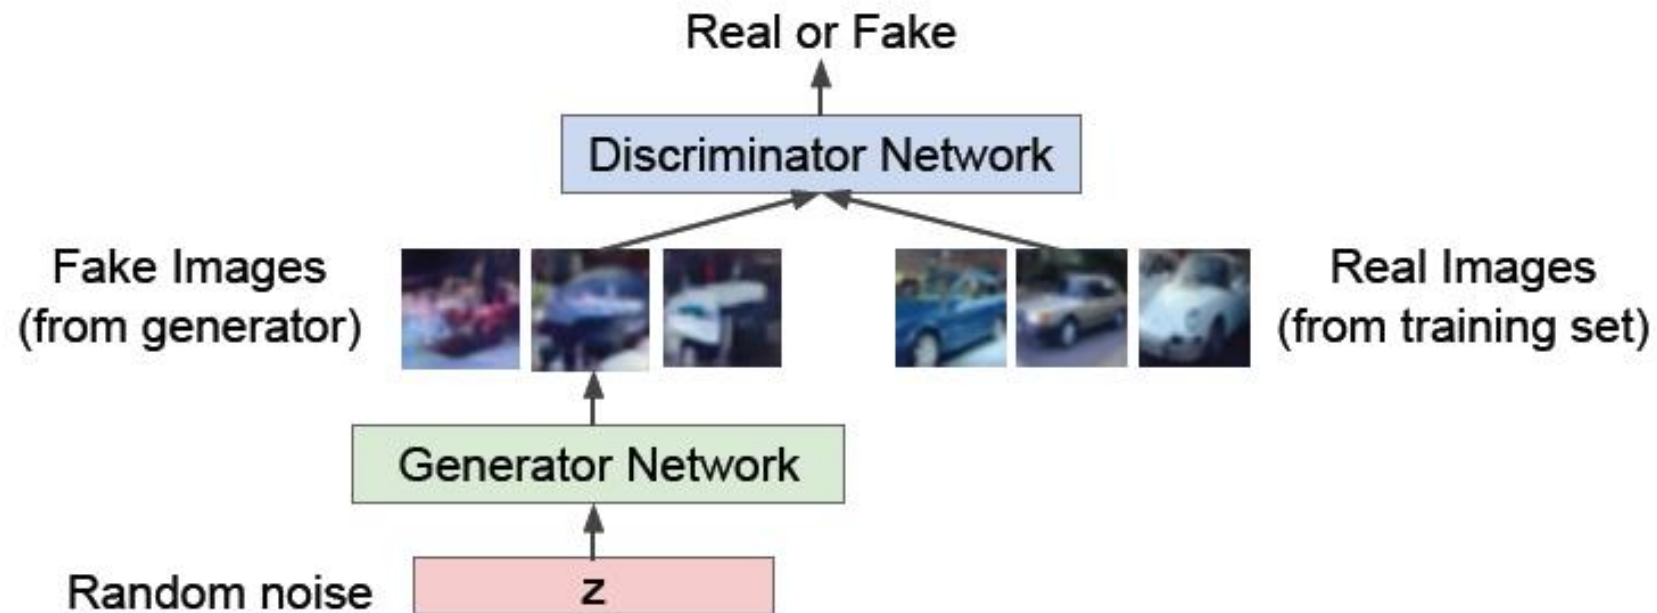 Real or Fake
Discriminator Network
Fake Images
(from generator)
Real Images
(from training set)
Generator Network
Random noise
z